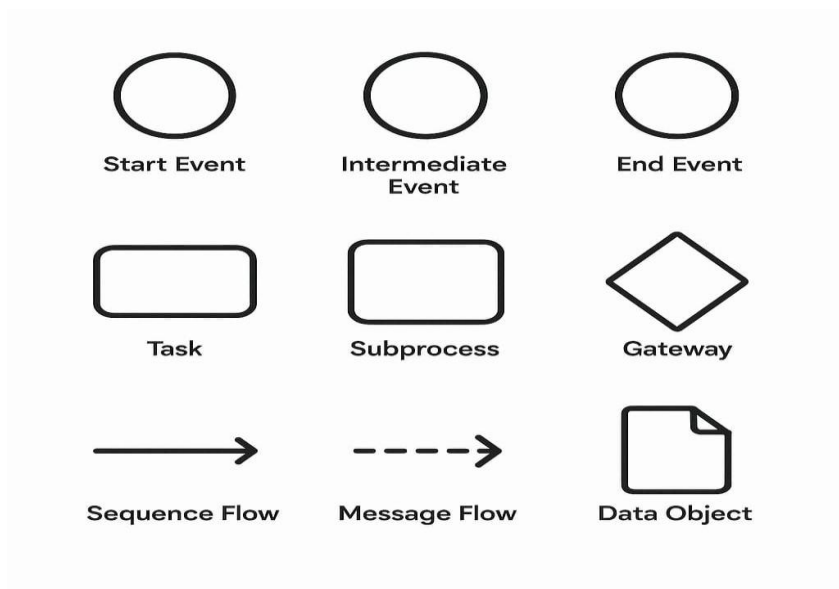 Start Event
Intermediate
Event
End Event
Task
Subprocess
Gateway
Sequence Flow
Message Flow
Data Object